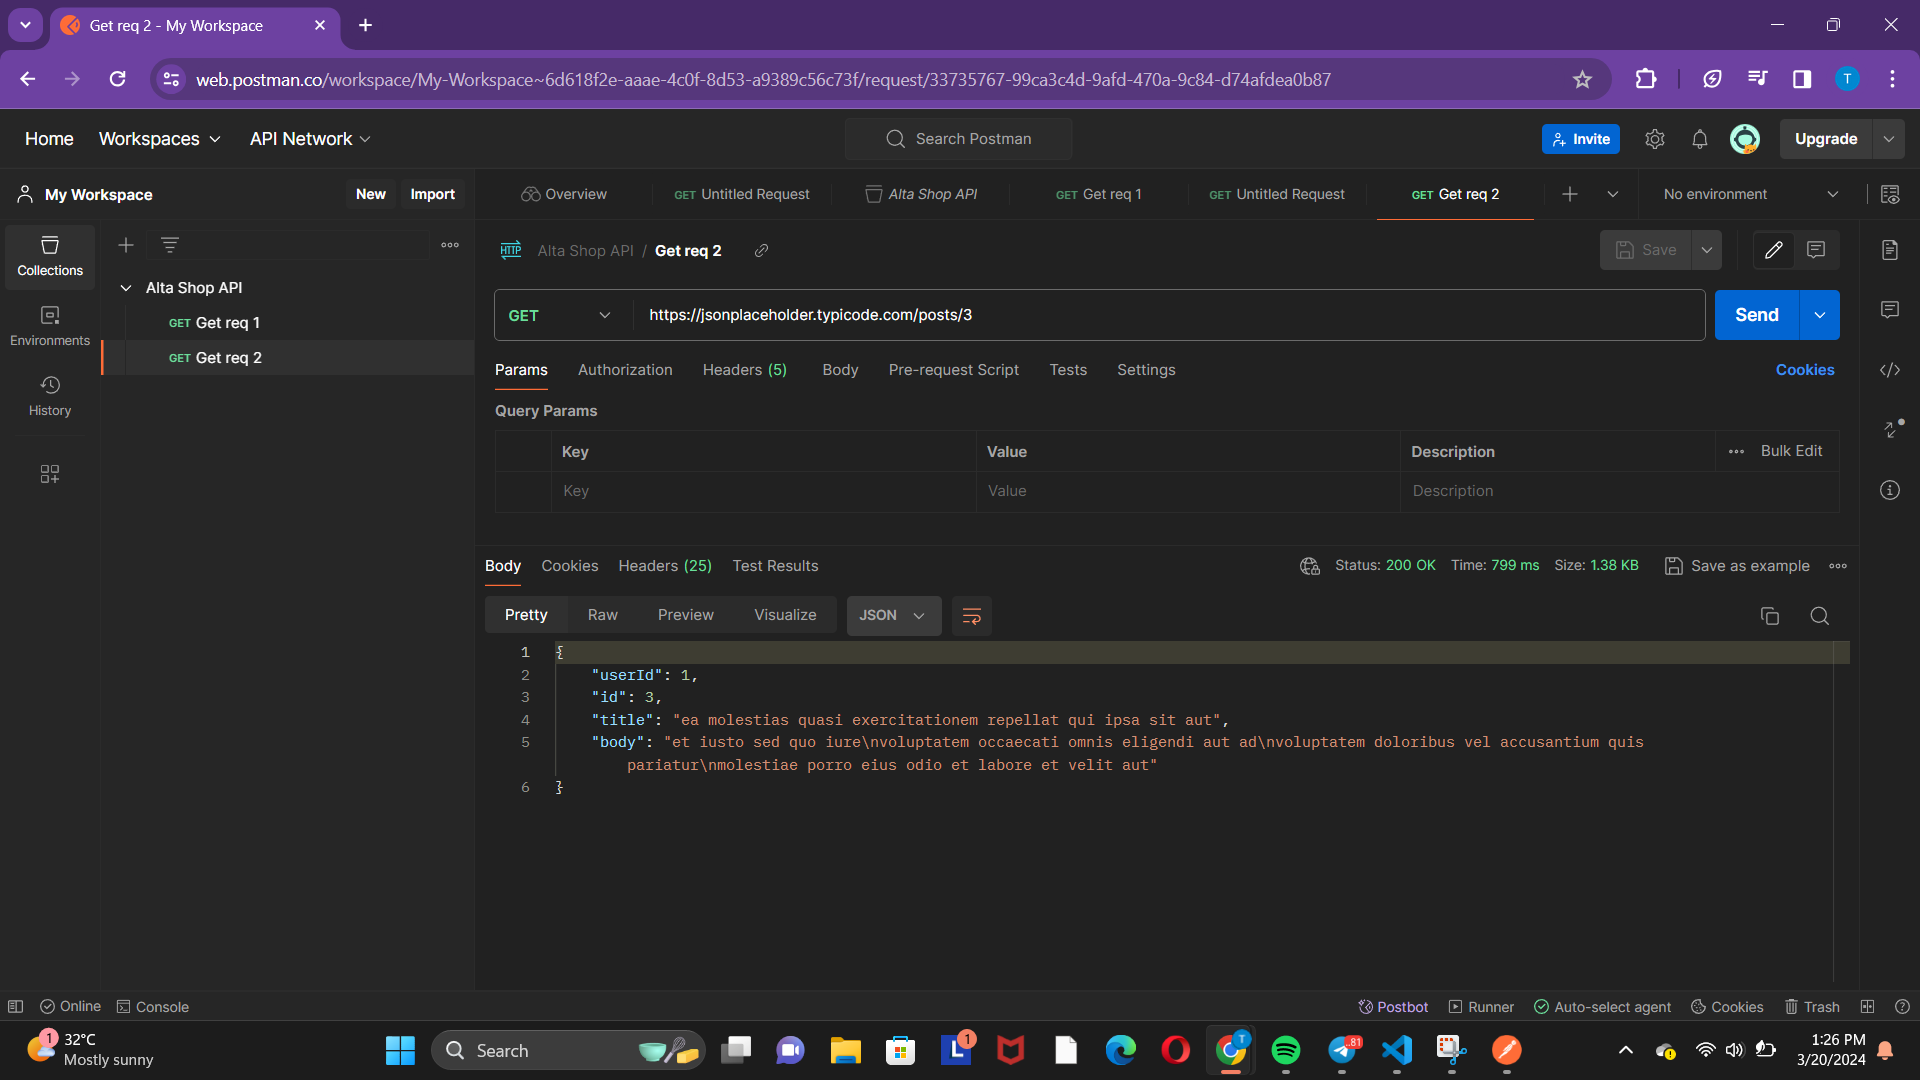 Get req 2 - My Workspace
web.postman.co/workspace/My-Workspace~6d618f2e-aaae-4c0f-8d53-a9389c56c73f/request/33735767-99ca3c4d-9afd-470a-9c84-d74afdea0b87
T
Home Workspaces API Network Search Postman Invite Upgrade
My Workspace New Import Overview GET Untitled Request Alta Shop API GET Get req 1 GET Untitled Request GET Get req 2 No environment
Collections
HTTP Alta Shop API / Get req 2 Save
Alta Shop API
GET Get req 1
GET Get req 2
Environments
History
GET https://jsonplaceholder.typicode.com/posts/3 Send
Params Authorization Headers (5) Body Pre-request Script Tests Settings Cookies
Query Params
Key Value Description Bulk Edit
Key Value Description
Body Cookies Headers (25) Test Results Status: 200 OK Time: 799 ms Size: 1.38 KB Save as example
Pretty Raw Preview Visualize JSON
1 {
2 "userId": 1,
3 "id": 3,
4 "title": "ea molestias quasi exercitationem repellat qui ipsa sit aut",
5 "body": "et iusto sed quo iure\nvoluptatem occaecati omnis eligendi aut ad\nvoluptatem doloribus vel accusantium quis
pariatur\nmolestiae porro eius odio et labore et velit aut"
6 }
Online Console Postbot Runner Auto-select agent Cookies Trash
1 32°C
Mostly sunny
Search
L 1
T
81
1:26 PM
3/20/2024